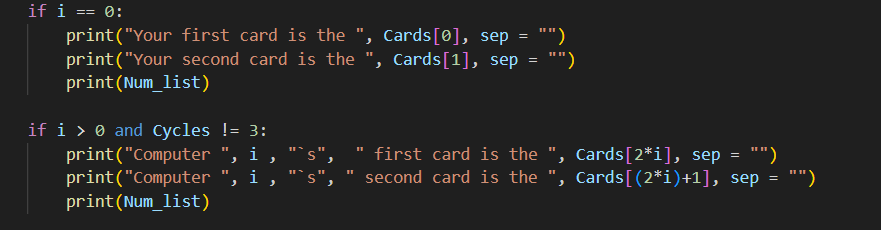 if i == 0:
print("Your first card is the ", Cards[0], sep = "")
print("Your second card is the ", Cards[1], sep = "")
print(Num_list)
if i > 0 and Cycles != 3:
print("Computer ", i , "`s",  " first card is the ", Cards[2*i], sep = "")
print("Computer ", i , "`s", " second card is the ", Cards[(2*i)+1], sep = "")
print(Num_list)